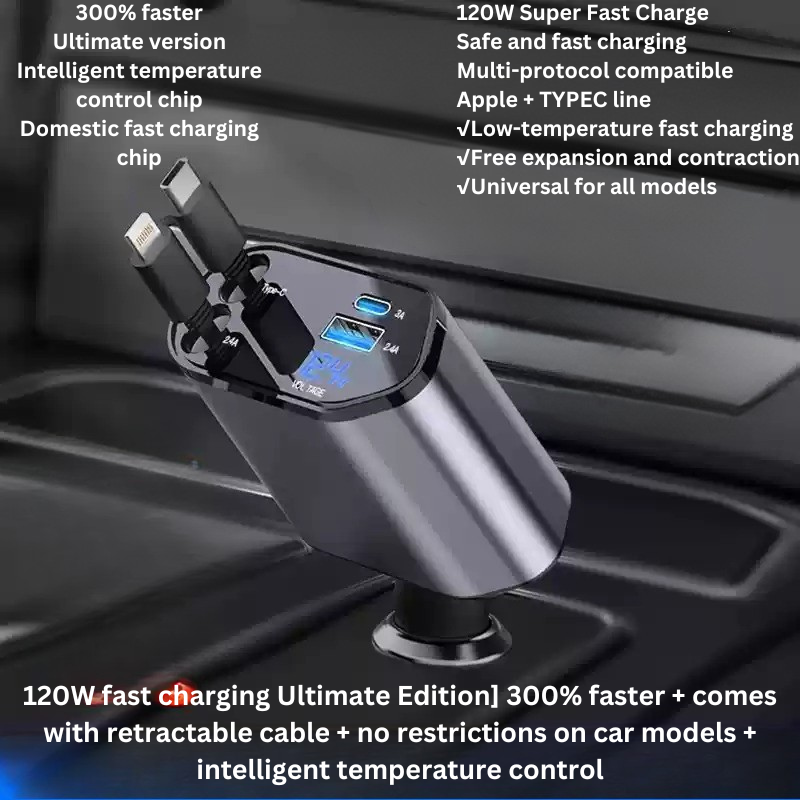 300% faster
Ultimate version
Intelligent temperature
control chip
Domestic fast charging
chip
120W Super Fast Charge
Safe and fast charging
Multi-protocol compatible
Apple + TYPEC line
√Low-temperature fast charging
√Free expansion and contraction
√Universal for all models
Type-C
3A
2.4A
2.4A
VOLTAGE
120W fast charging Ultimate Edition] 300% faster + comes
with retractable cable + no restrictions on car models +
intelligent temperature control